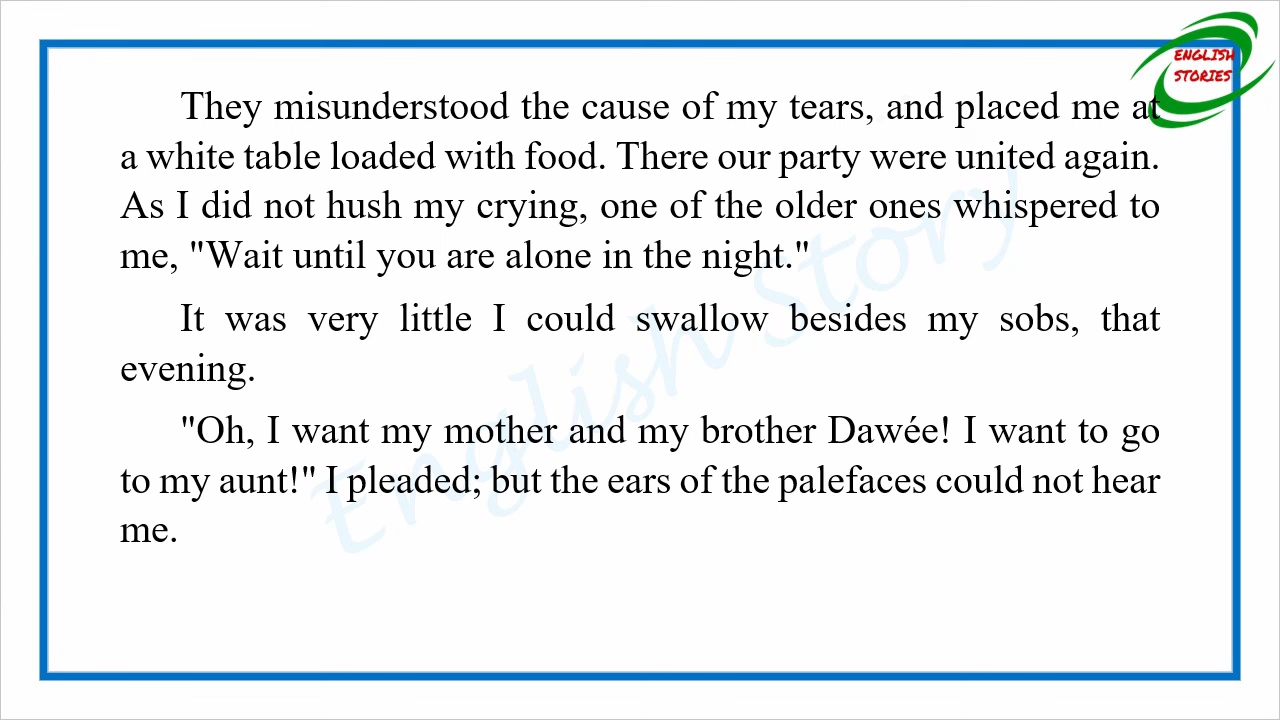 ENGLISH
STORIES
They misunderstood the cause of my tears, and placed me at
a white table loaded with food. There our party were united again.
As I did not hush my crying, one of the older ones whispered to
me, "Wait until you are alone in the night."
It was very little I could swallow besides my sobs, that
evening.
"Oh, I want my mother and my brother Dawée! I want to go
to my aunt!" I pleaded; but the ears of the palefaces could not hear
me.
English Story